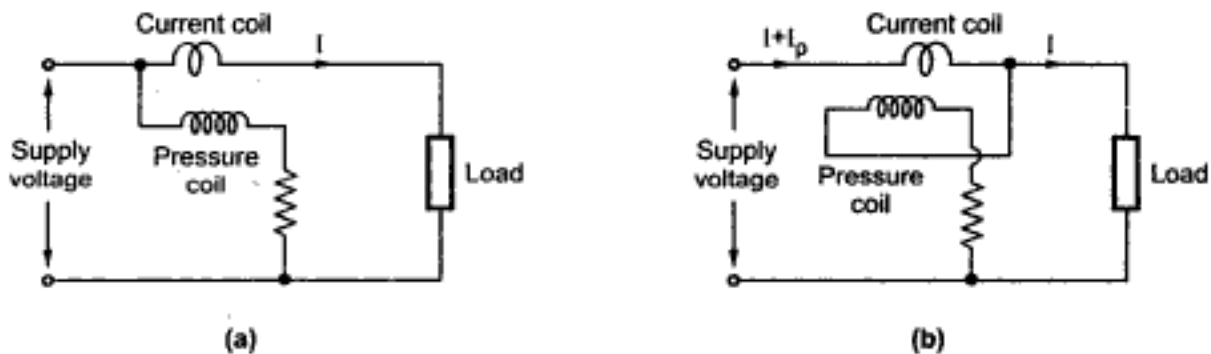 Current coil
I
Supply
voltage
Pressure
coil
Load
(a)
I+Ip
Current coil
I
Supply
voltage
Pressure
coil
Load
(b)